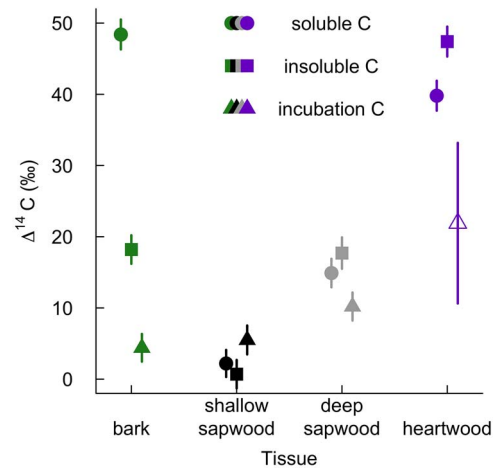 50
40
30
20
10
0
Δ¹⁴ C (‰)
soluble C
insoluble C
incubation C
bark
shallow
sapwood
deep
sapwood
heartwood
Tissue